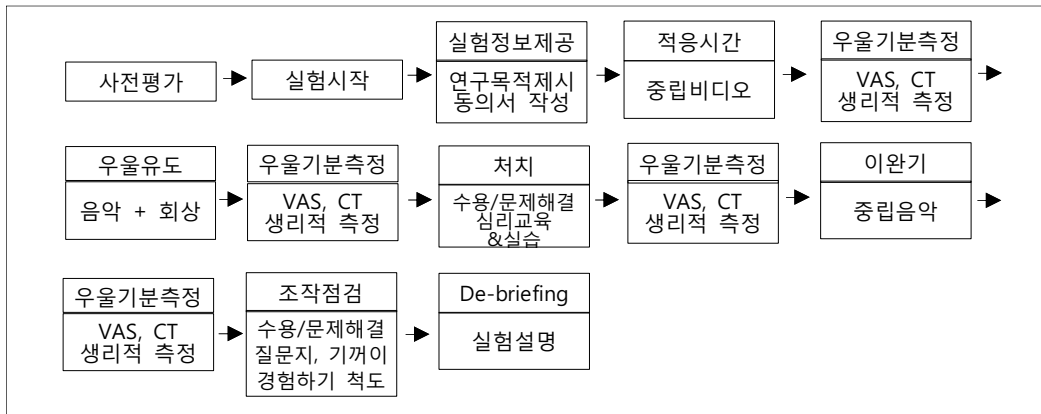 사전평가
실험시작
실험정보제공
연구목적제시
동의서 작성
적응시간
중립비디오
우울기분측정
VAS, CT
생리적 측정
우울유도
음악 + 회상
우울기분측정
VAS, CT
생리적 측정
처치
수용/문제해결
심리교육
&실습
우울기분측정
VAS, CT
생리적 측정
이완기
중립음악
우울기분측정
VAS, CT
생리적 측정
조작점검
수용/문제해결
질문지, 기꺼이
경험하기 척도
De-briefing
실험설명